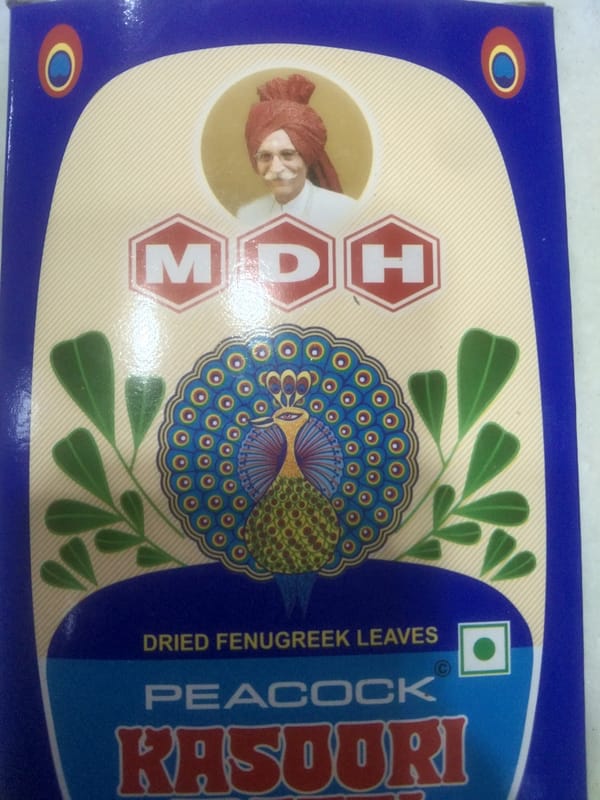 MDH
DRIED FENUGREEK LEAVES
©
PEACOCK
KASOORI